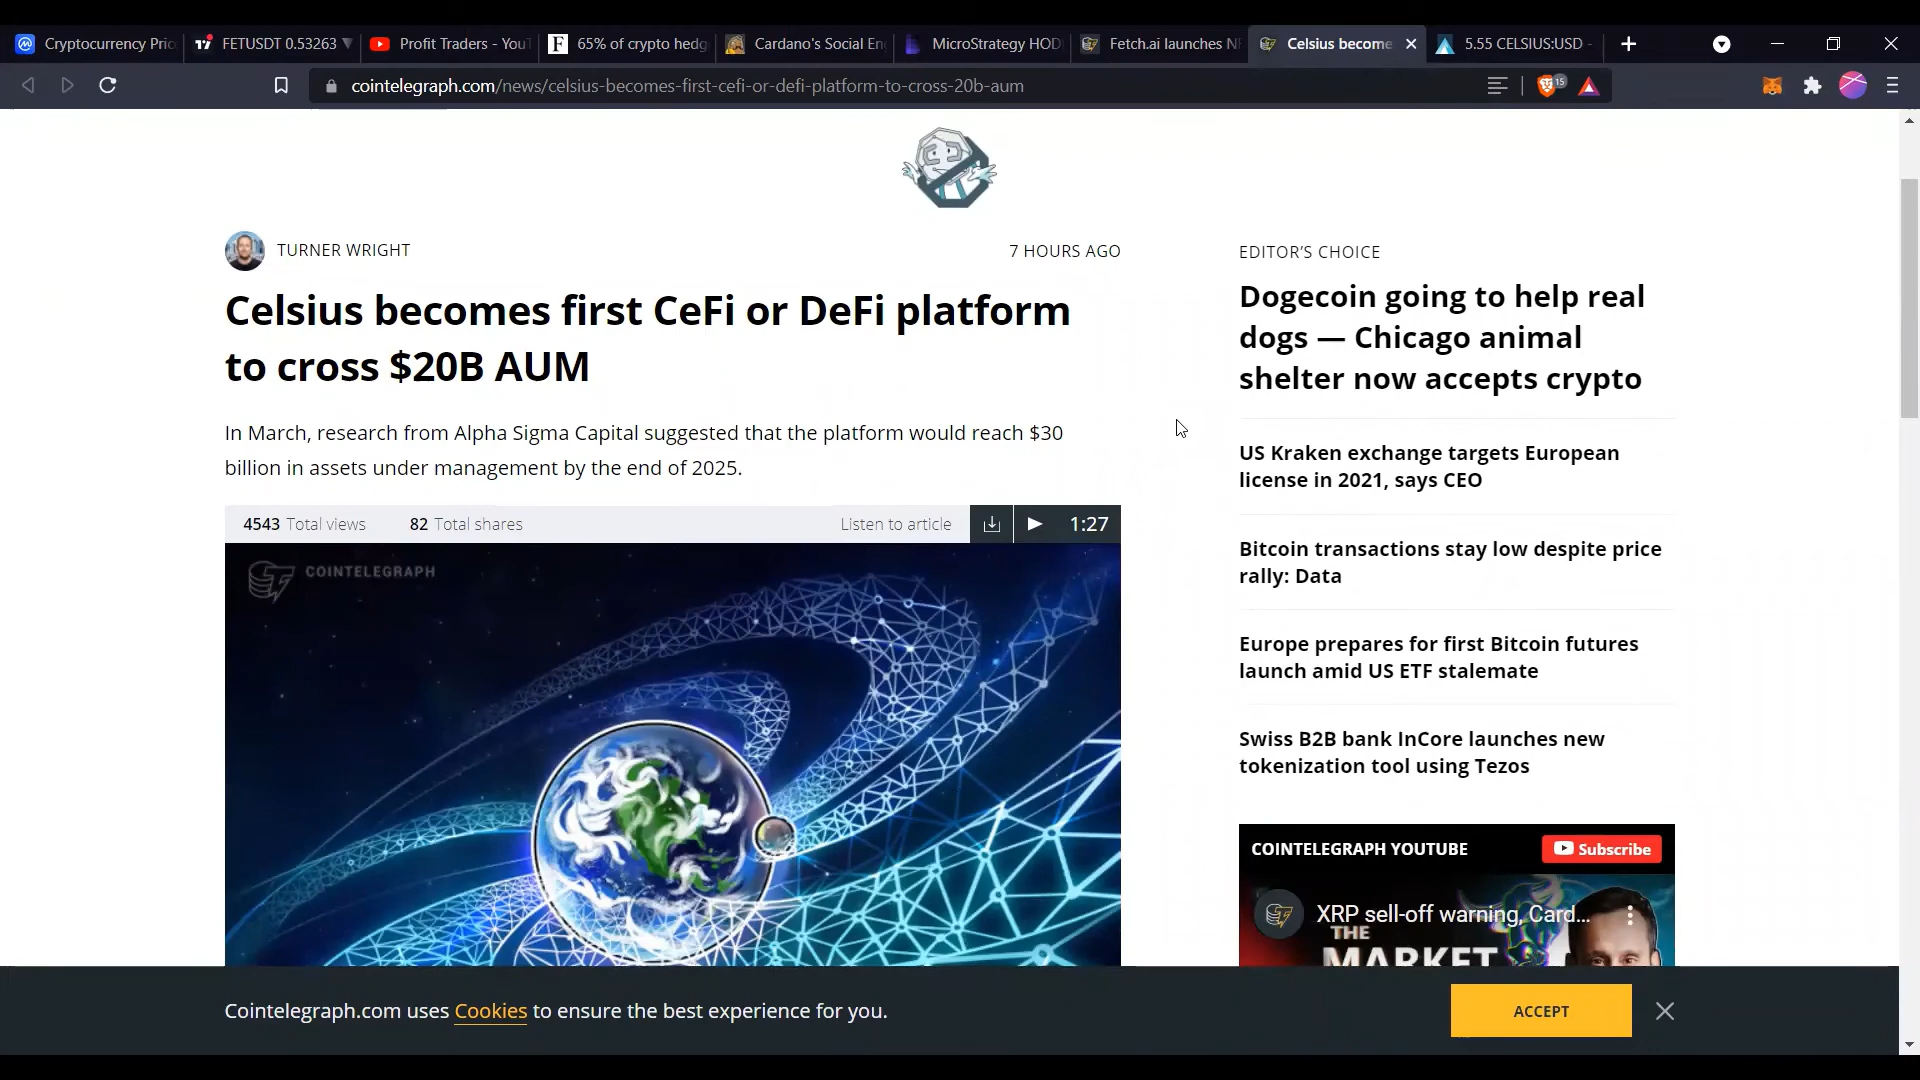 Cryptocurrency Pric
FETUSDT 0.53263 ▼
Profit Traders - YouT
65% of crypto hedg
Cardano's Social En
MicroStrategy HOD
Fetch.ai launches N
Celsius become
5.55 CELSIUS:USD -
cointelegraph.com/news/celsius-becomes-first-cefi-or-defi-platform-to-cross-20b-aum
15
TURNER WRIGHT
7 HOURS AGO
Celsius becomes first CeFi or DeFi platform
to cross $20B AUM
In March, research from Alpha Sigma Capital suggested that the platform would reach $30
billion in assets under management by the end of 2025.
4543 Total views
82 Total shares
Listen to article
1:27
COINTELEGRAPH
EDITOR'S CHOICE
Dogecoin going to help real
dogs — Chicago animal
shelter now accepts crypto
US Kraken exchange targets European
license in 2021, says CEO
Bitcoin transactions stay low despite price
rally: Data
Europe prepares for first Bitcoin futures
launch amid US ETF stalemate
Swiss B2B bank InCore launches new
tokenization tool using Tezos
COINTELEGRAPH YOUTUBE
Subscribe
XRP sell-off warning, Card...
THE
MARKET
Cointelegraph.com uses Cookies to ensure the best experience for you.
ACCEPT